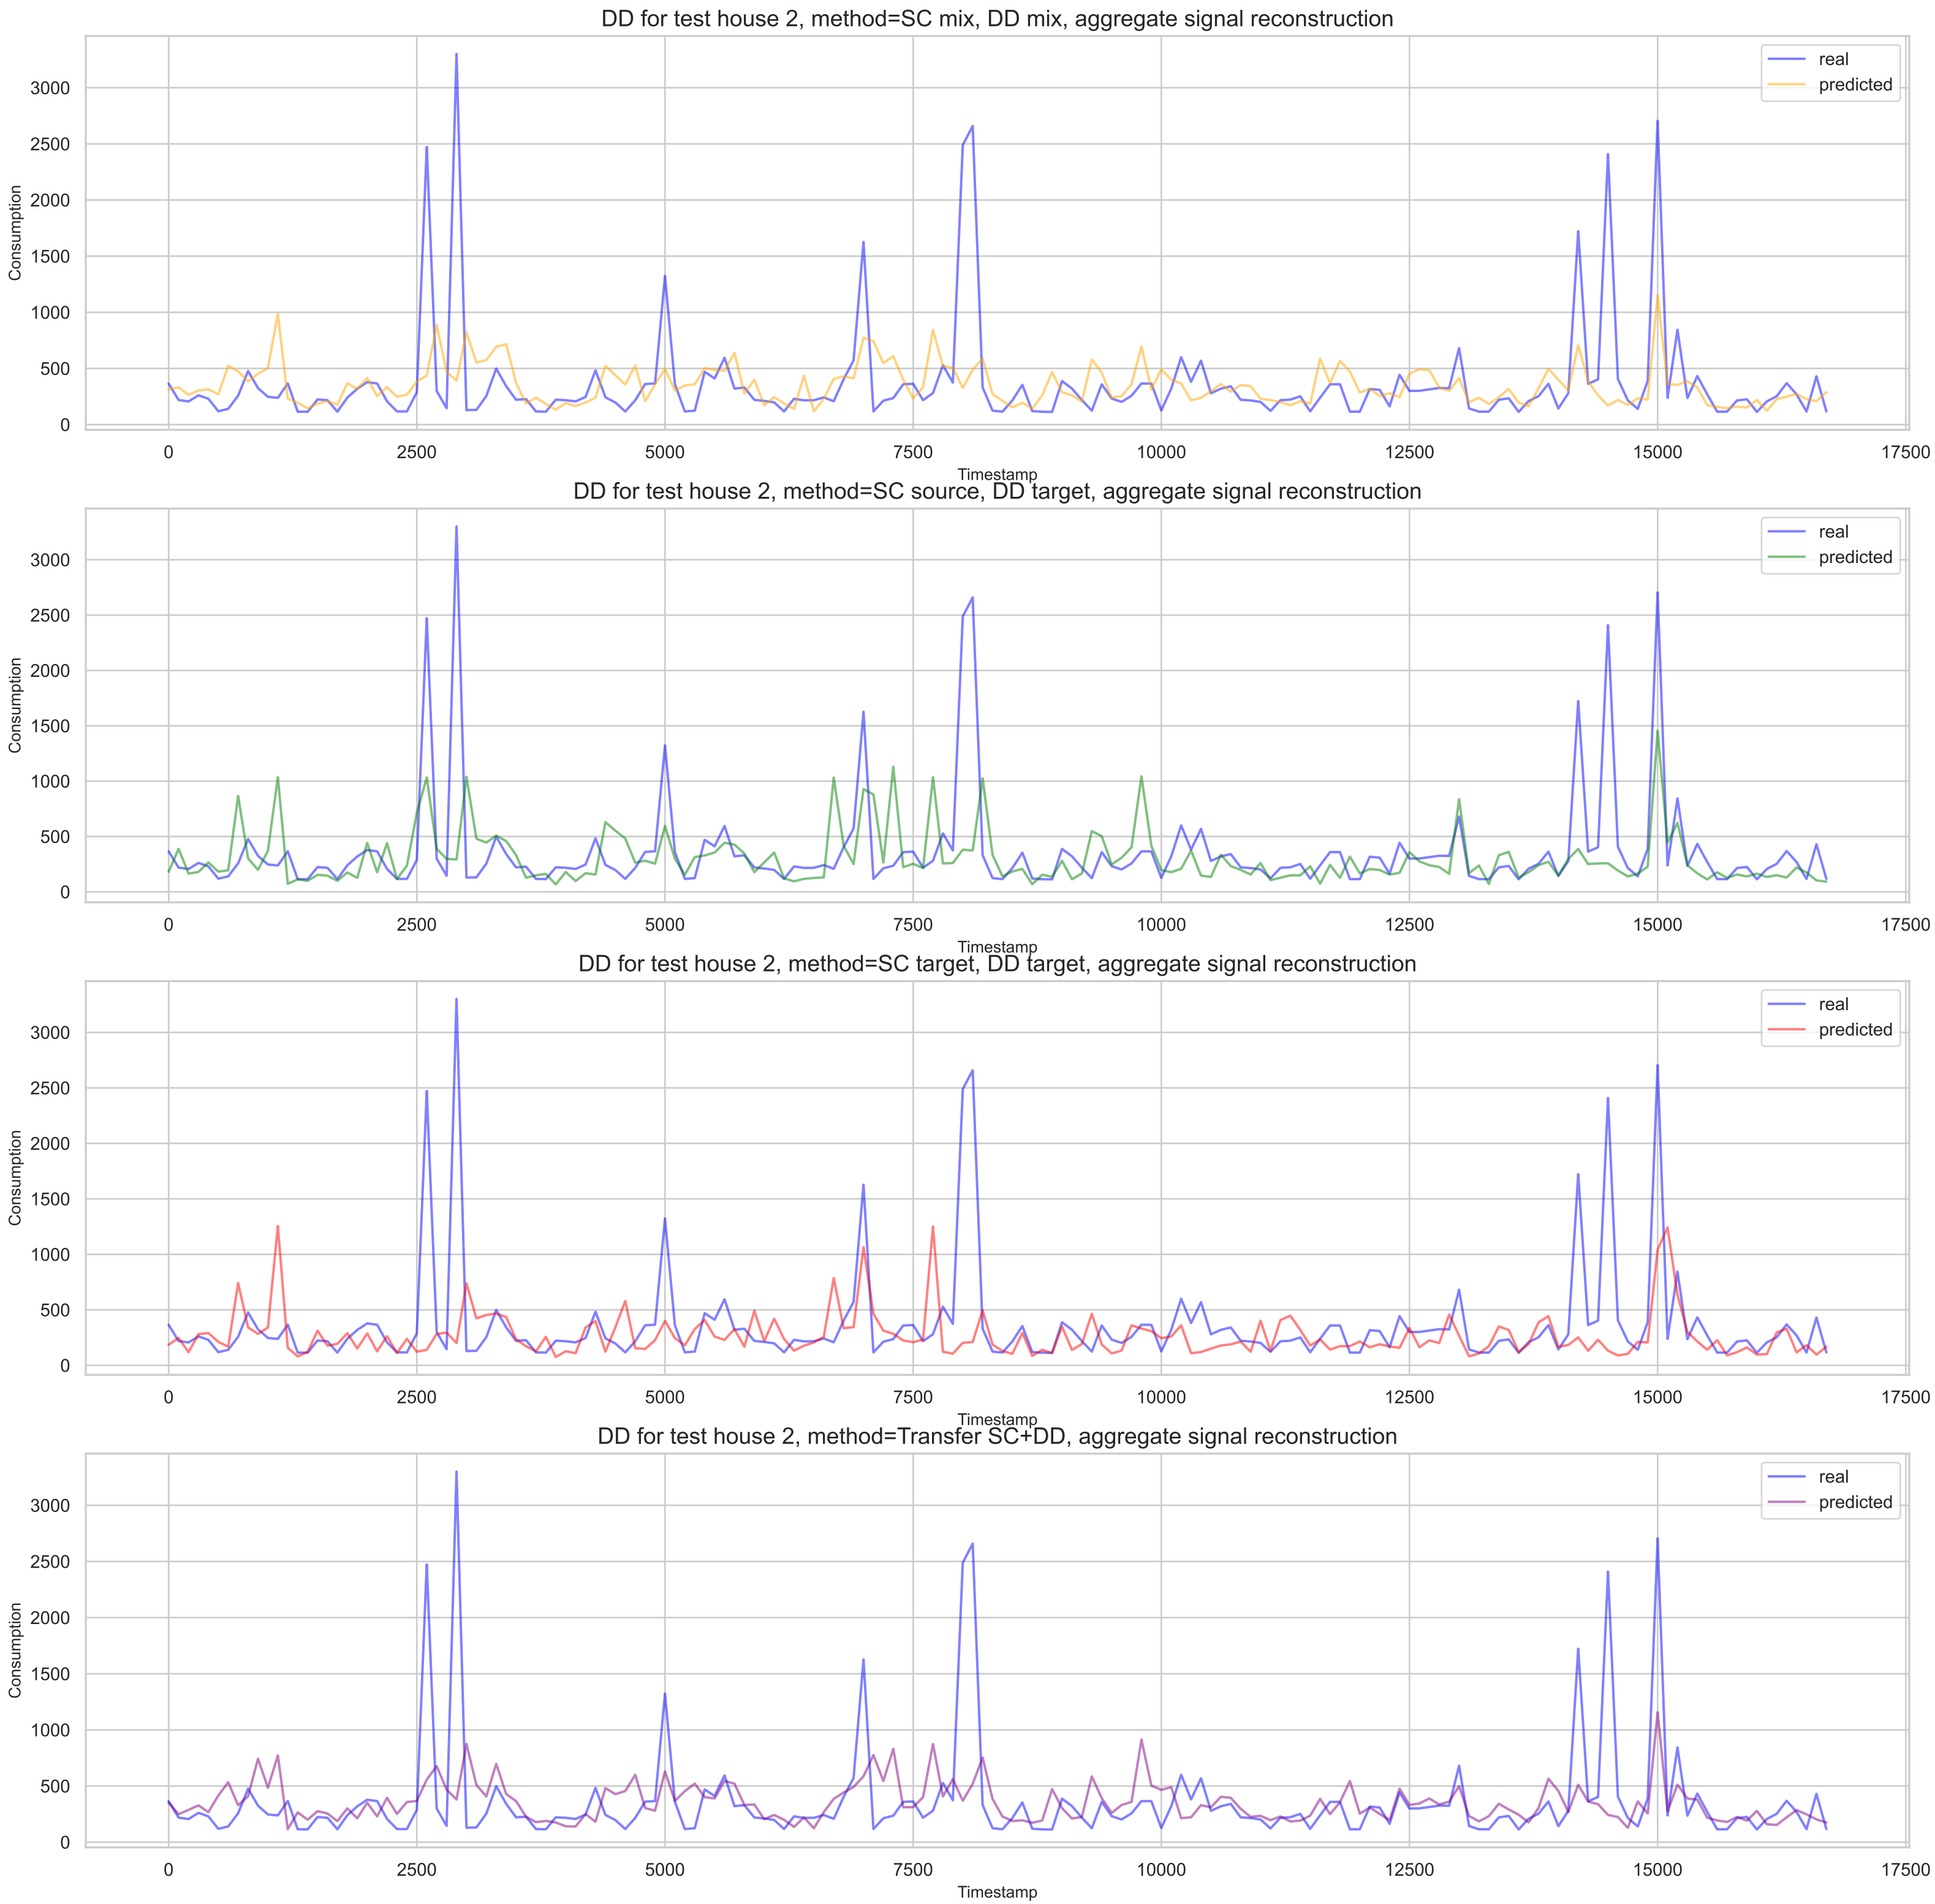 DD for test house 2, method=SC mix, DD mix, aggregate signal reconstruction
real
predicted
3000
2500
2000
1500
1000
500
0
Consumption
0 2500 5000 7500 10000 12500 15000 17500
Timestamp
DD for test house 2, method=SC source, DD target, aggregate signal reconstruction
real
predicted
3000
2500
2000
1500
1000
500
0
Consumption
0 2500 5000 7500 10000 12500 15000 17500
Timestamp
DD for test house 2, method=SC target, DD target, aggregate signal reconstruction
real
predicted
3000
2500
2000
1500
1000
500
0
Consumption
0 2500 5000 7500 10000 12500 15000 17500
Timestamp
DD for test house 2, method=Transfer SC+DD, aggregate signal reconstruction
real
predicted
3000
2500
2000
1500
1000
500
0
Consumption
0 2500 5000 7500 10000 12500 15000 17500
Timestamp